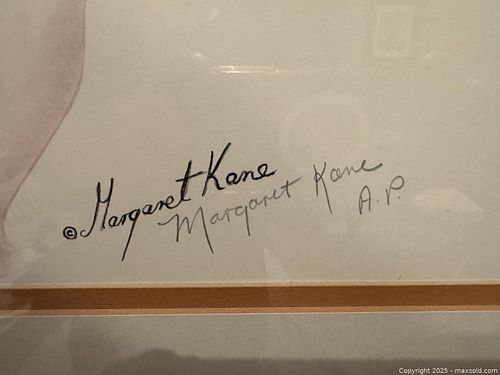 © Margaret Kane
Margaret Kane
A.P.
Copyright 2025 - maxsold.com